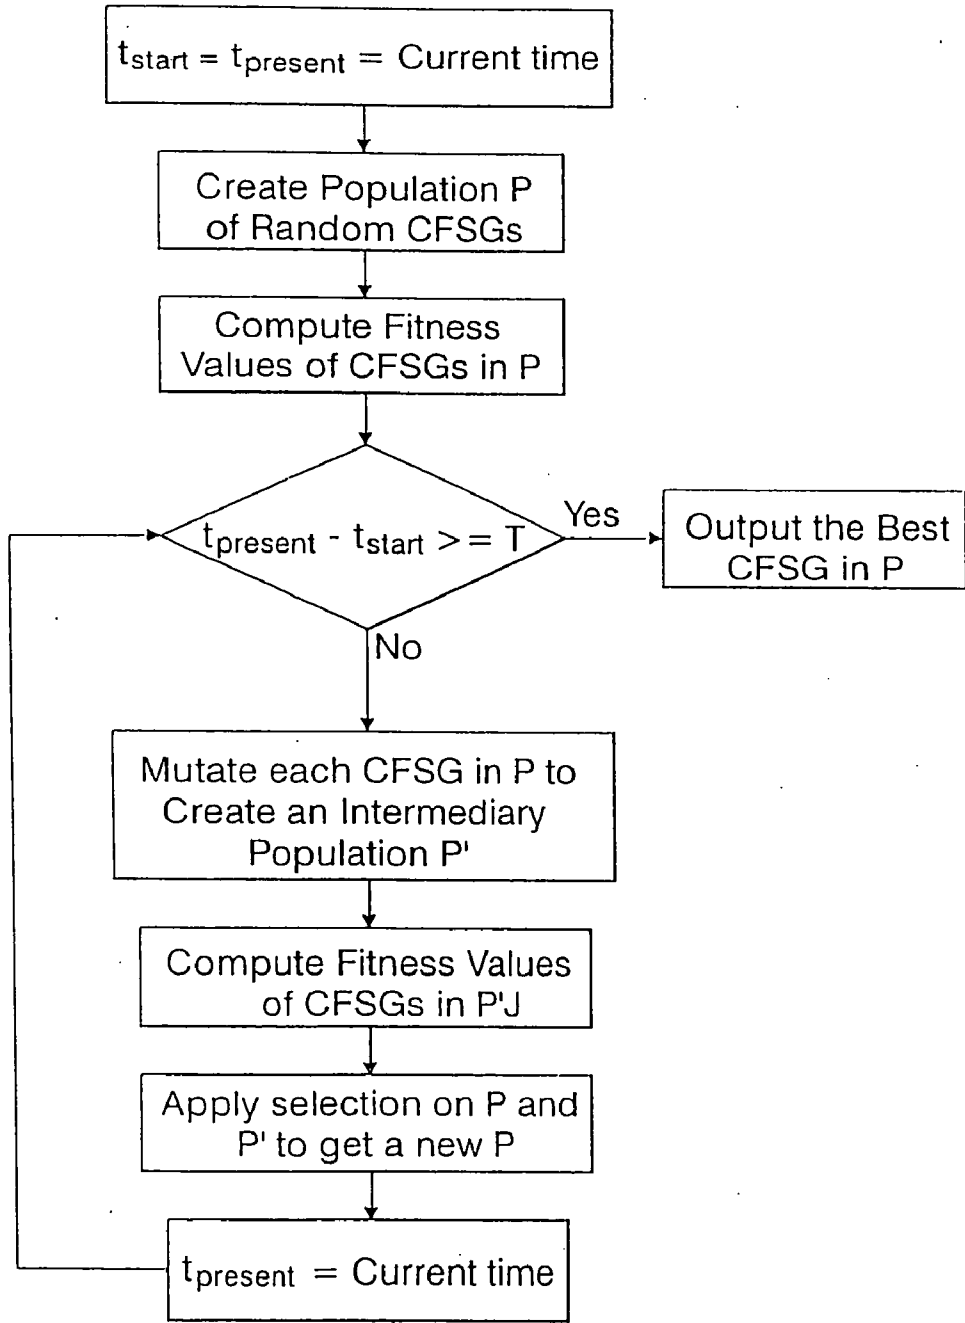 tstart = tpresent = Current time
Create Population P
of Random CFSGs
Compute Fitness
Values of CFSGs in P
tpresent - tstart >= T
Yes
Output the Best
CFSG in P
No
Mutate each CFSG in P to
Create an Intermediary
Population P'
Compute Fitness Values
of CFSGs in P'J
Apply selection on P and
P' to get a new P
tpresent = Current time